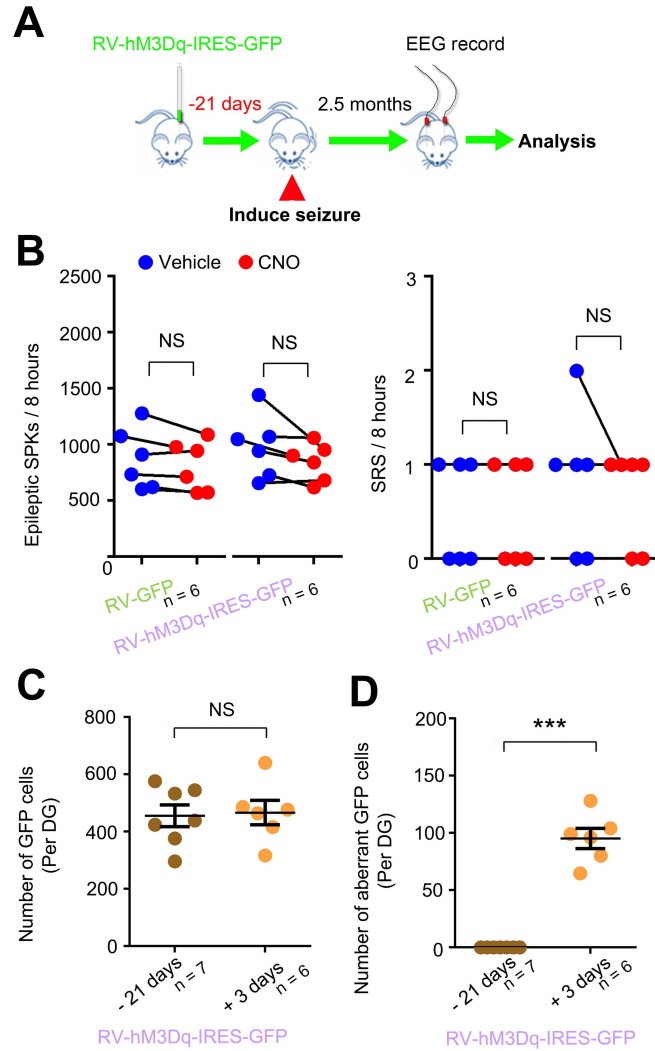 A
RV-hM3Dq-IRES-GFP
EEG record
-21 days
2.5 months
Analysis
Induce seizure
B
Vehicle CNO
Epileptic SPKs / 8 hours
2500
2000
1500
1000
500
0
NS
NS
RV-GFP n = 6
RV-hM3Dq-IRES-GFP n = 6
SRS / 8 hours
3
2
1
0
NS
NS
RV-GFP n = 6
RV-hM3Dq-IRES-GFP n = 6
C
Number of GFP cells
(Per DG)
800
600
400
200
0
NS
- 21 days n = 7
+ 3 days n = 6
RV-hM3Dq-IRES-GFP
D
Number of aberrant GFP cells
(Per DG)
200
150
100
50
0
***
- 21 days n = 7
+ 3 days n = 6
RV-hM3Dq-IRES-GFP